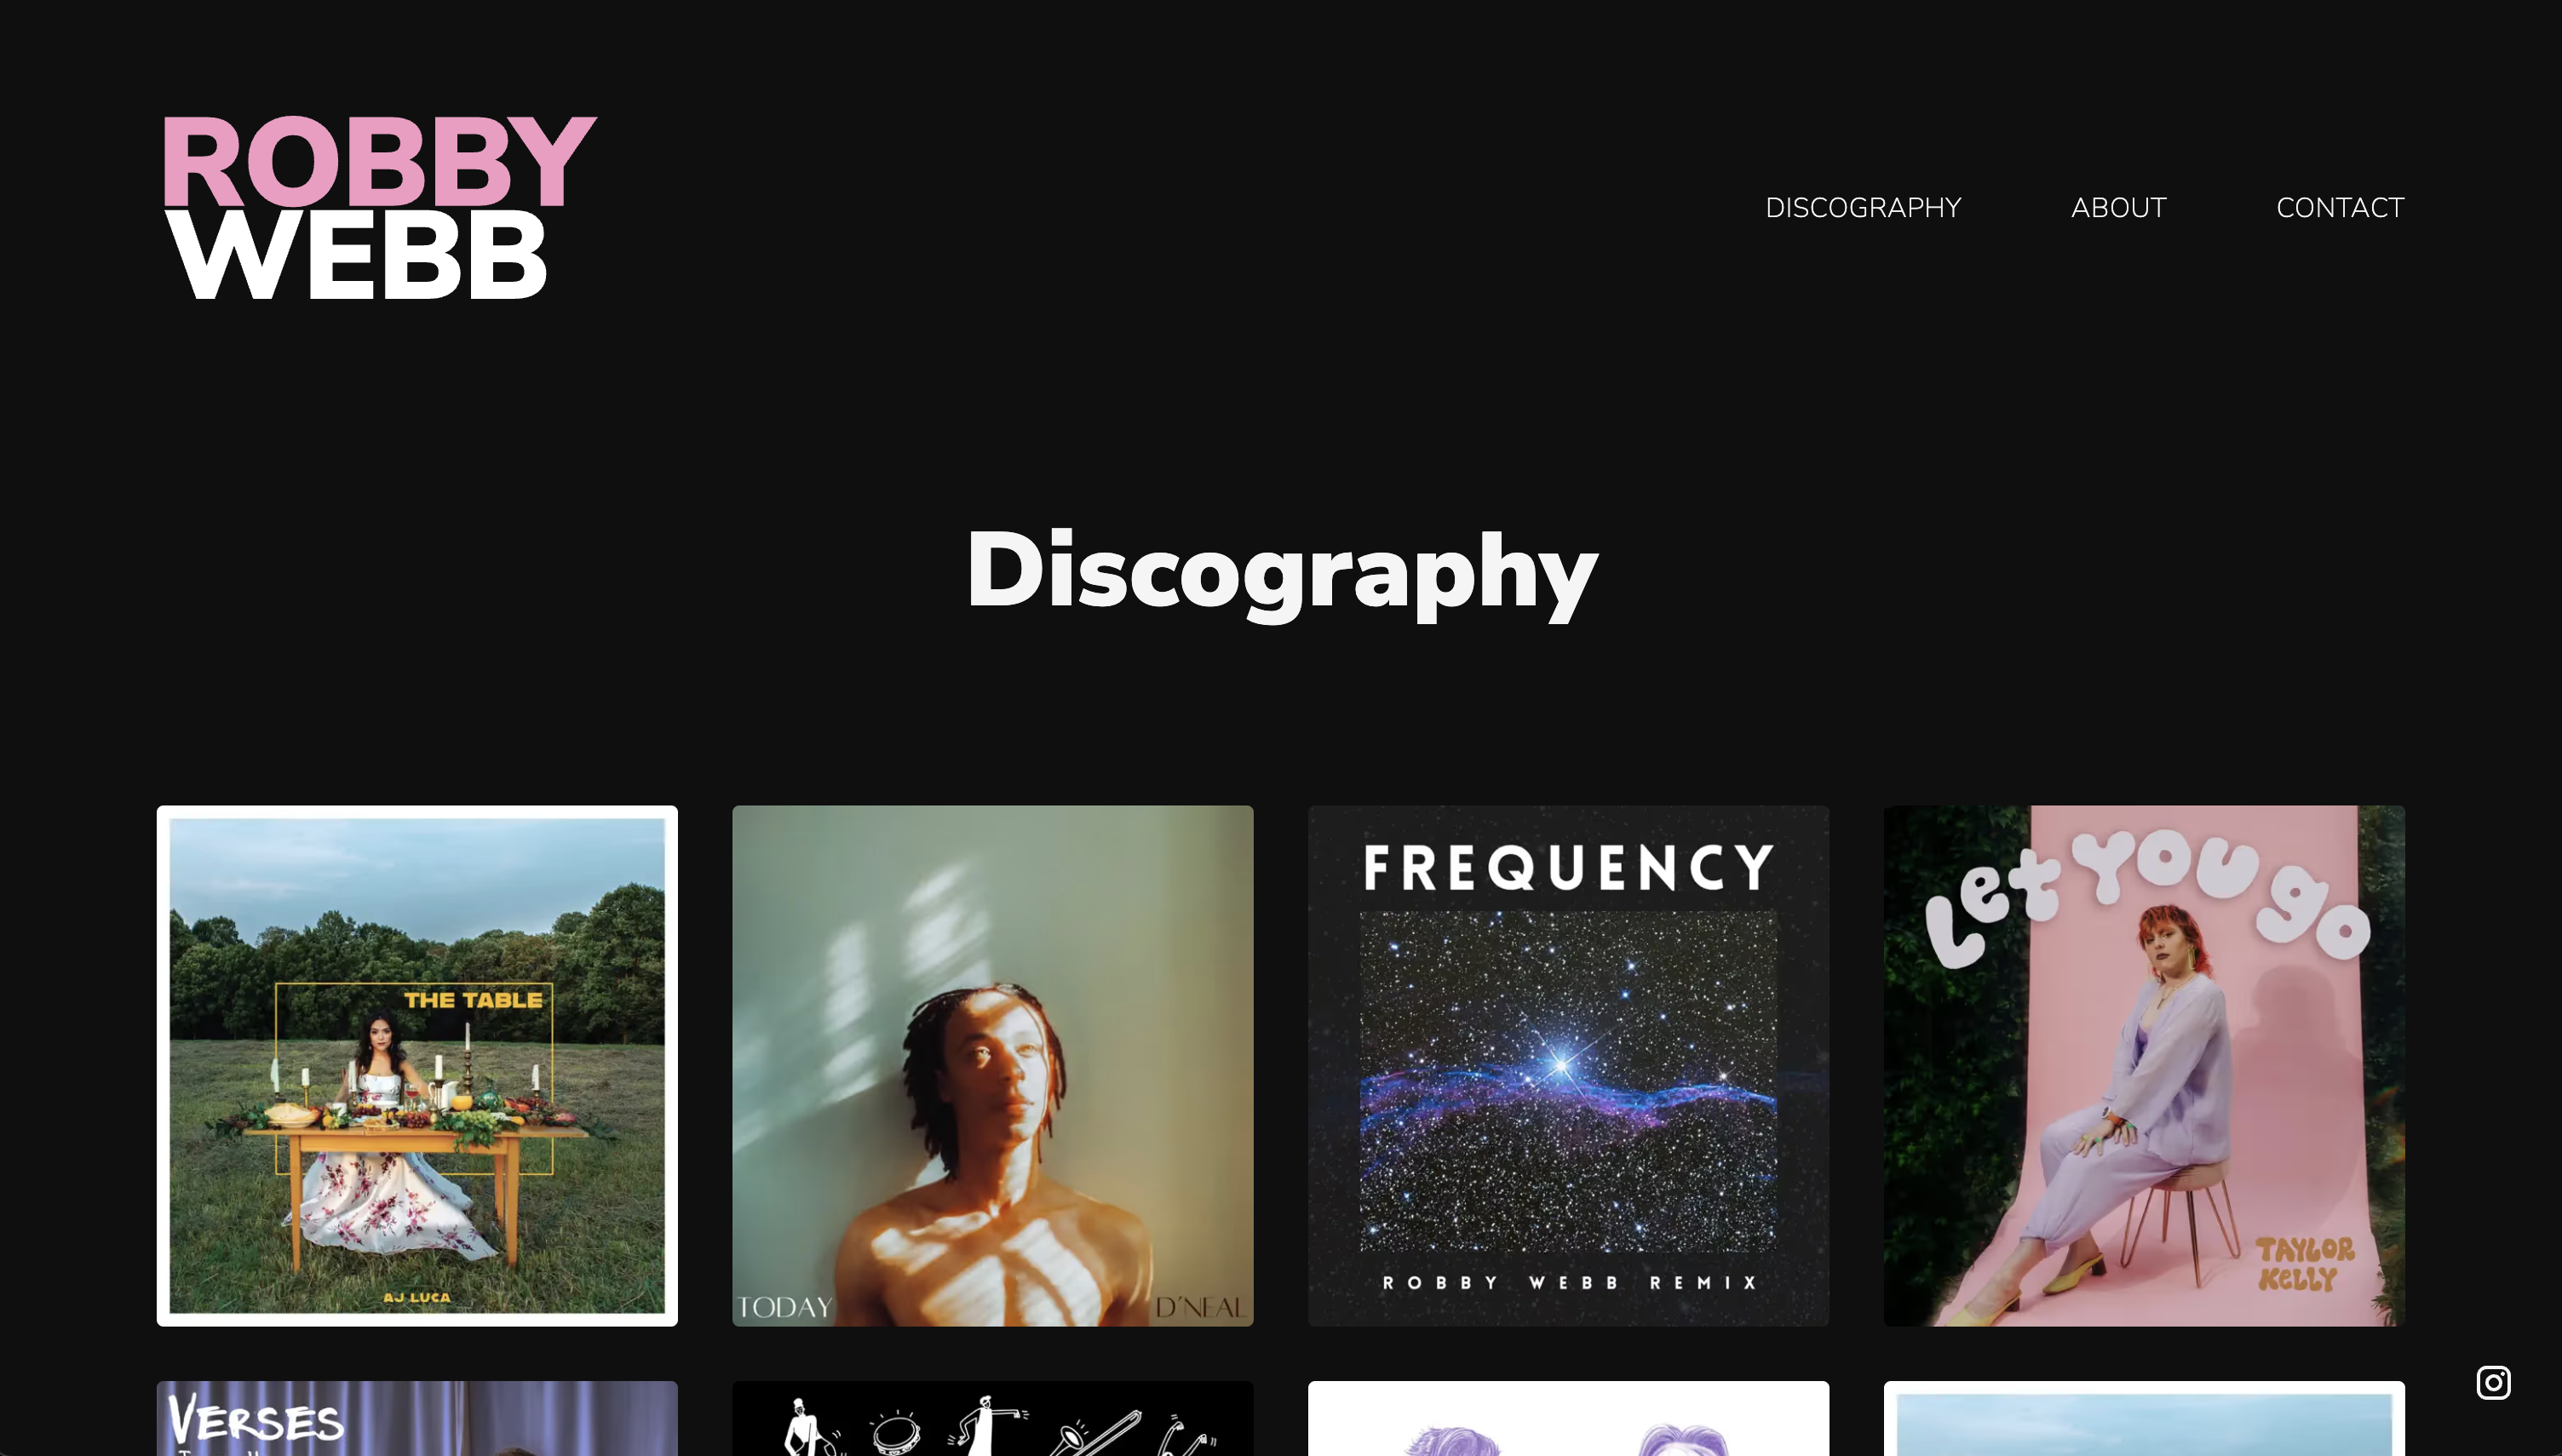 ROBBY
WEBB
DISCOGRAPHY
ABOUT
CONTACT
Discography
THE TABLE
AJ LUCA
TODAY
D'NEAL
FREQUENCY
ROBBY WEBB REMIX
Let You go
TAYLOR
KELLY
VERSES